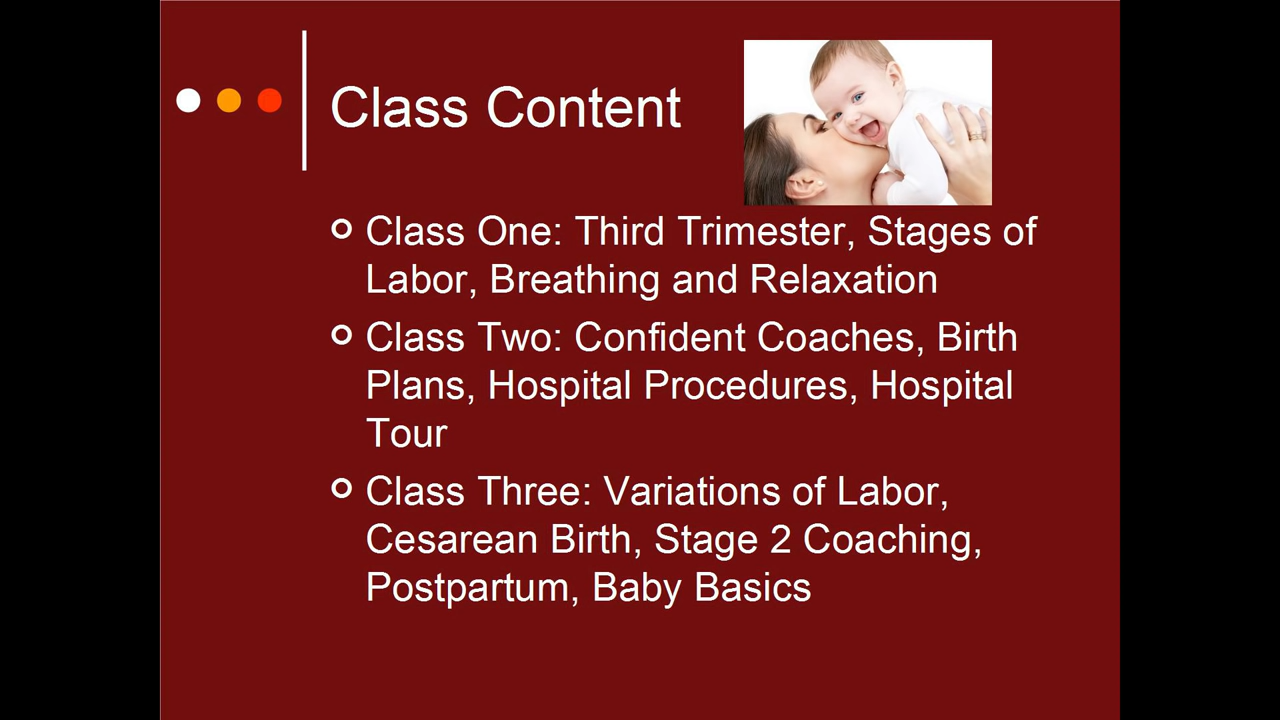 Class Content
Class One: Third Trimester, Stages of
Labor, Breathing and Relaxation
Class Two: Confident Coaches, Birth
Plans, Hospital Procedures, Hospital
Tour
Class Three: Variations of Labor,
Cesarean Birth, Stage 2 Coaching,
Postpartum, Baby Basics